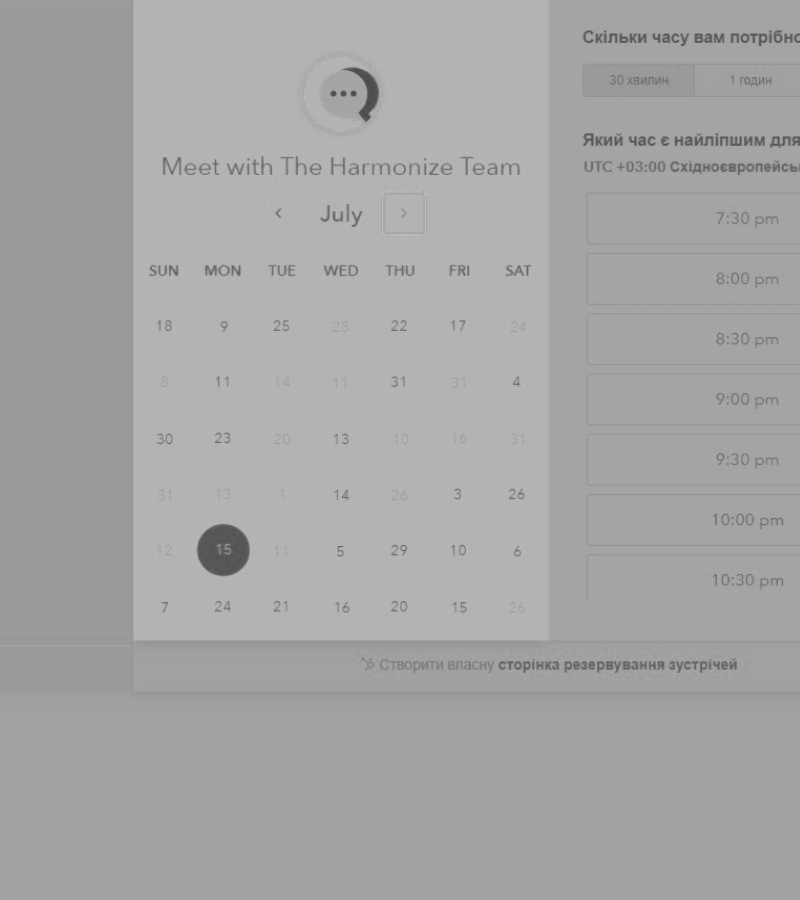 Meet with The Harmonize Team
July
SUN MON TUE WED THU FRI SAT
18 9 25 28 22 17 24
8 11 14 11 31 31 4
30 23 20 13 10 16 31
31 13 1 14 26 3 26
12 15 11 5 29 10 6
7 24 21 16 20 15 26
Скільки часу вам
30 хвилин 1 годин
Який час є найліпшим для
UTC +03:00
7:30 pm
8:00 pm
8:30 pm
9:00 pm
9:30 pm
10:00 pm
10:30 pm
Створити власну сторінка резервування зустрічей